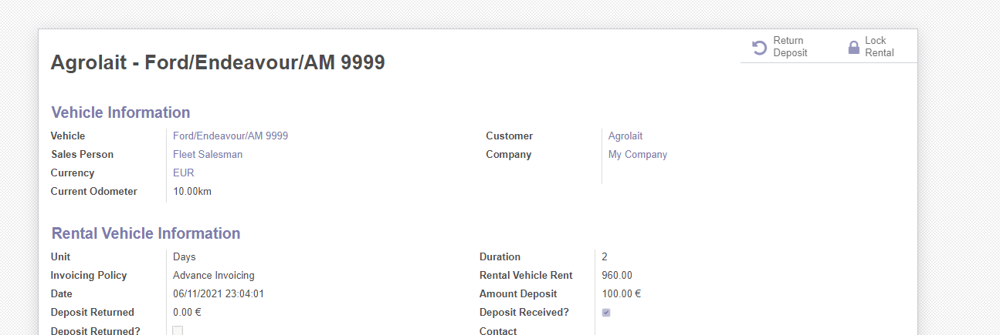 Return Deposit
Lock Rental
Agrolait - Ford/Endeavour/AM 9999
Vehicle Information
Vehicle Ford/Endeavour/AM 9999 Customer Agrolait
Sales Person Fleet Salesman Company My Company
Currency EUR
Current Odometer 10.00km
Rental Vehicle Information
Unit Days Duration 2
Invoicing Policy Advance Invoicing Rental Vehicle Rent 960.00
Date 06/11/2021 23:04:01 Amount Deposit 100.00 €
Deposit Returned 0.00 € Deposit Received?
Deposit Returned? Contact